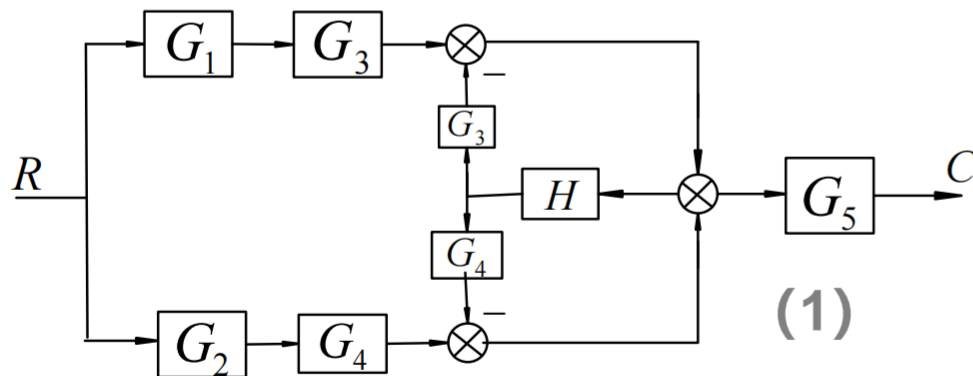 G₁ G₃
−
G₃
R H G₅ C
G₄
(1)
−
G₂ G₄